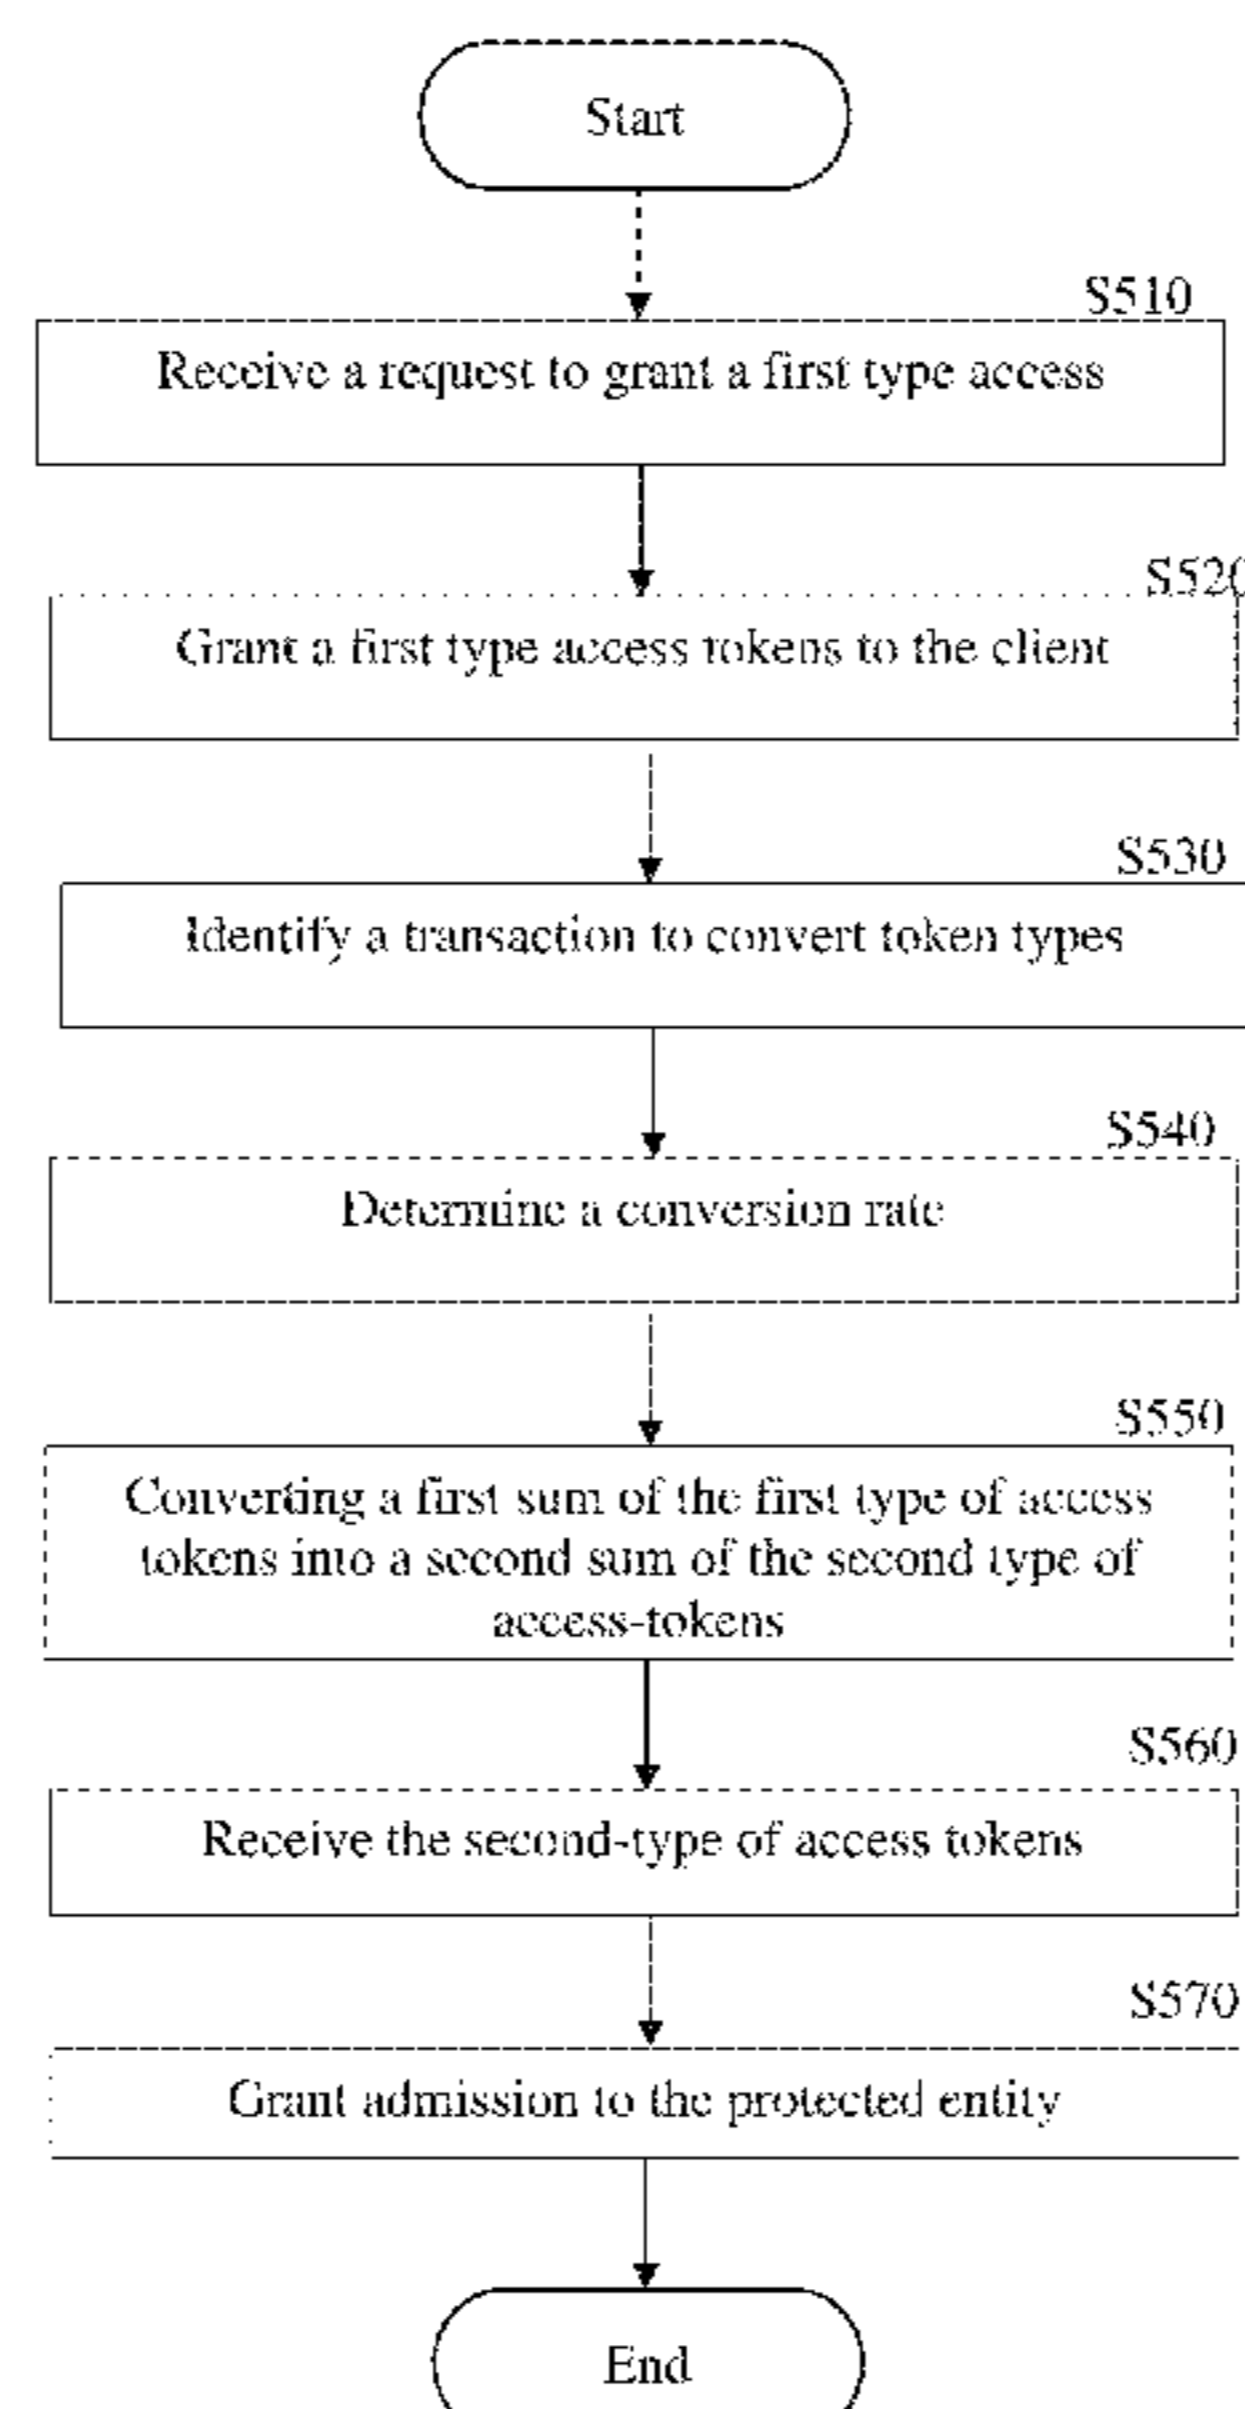 Start
S510
Receive a request to grant a first type access
S520
Grant a first type access tokens to the client
S530
Identify a transaction to convert token types
S540
Determine a conversion rate
S550
Converting a first sum of the first type of access
tokens into a second sum of the second type of
access-tokens
S560
Receive the second-type of access tokens
S570
Grant admission to the protected entity
End